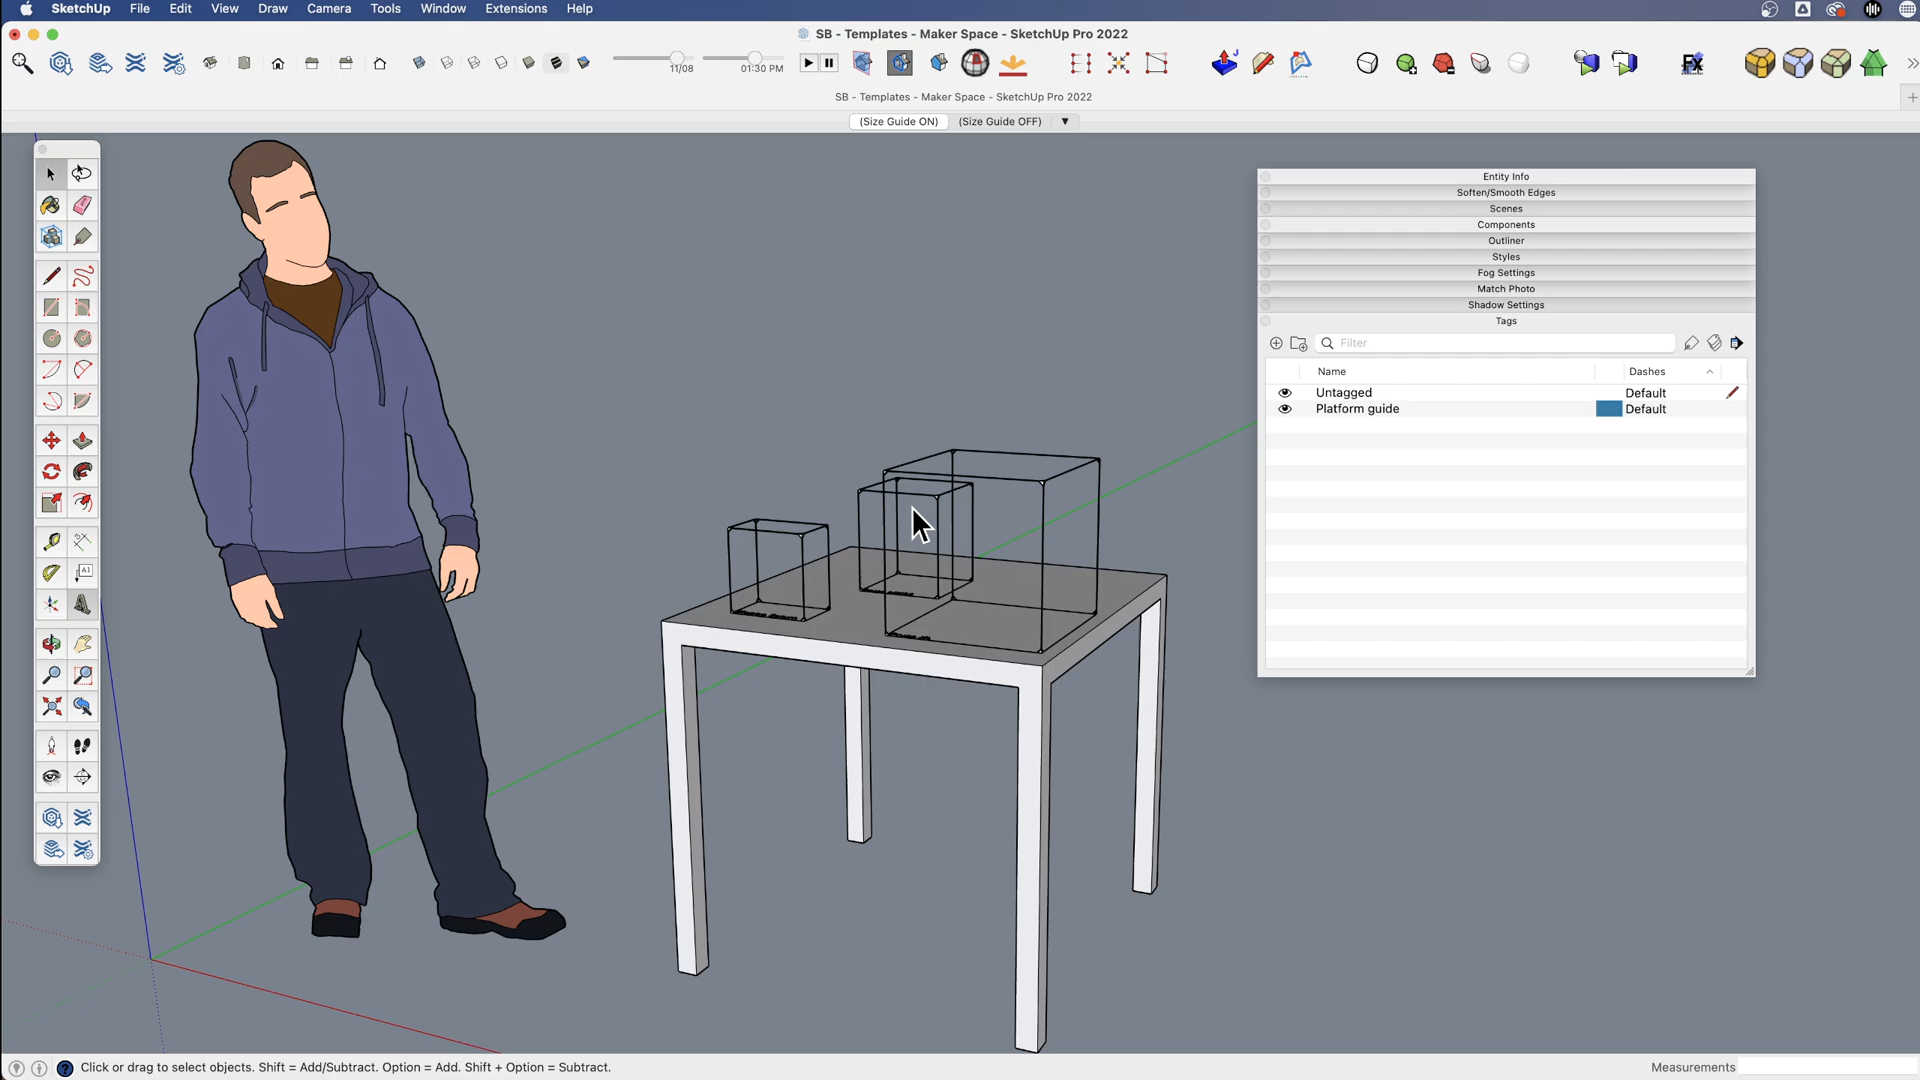 SketchUp File Edit View Draw Camera Tools Window Extensions Help
SB - Templates - Maker Space - SketchUp Pro 2022
11/08 01:30 PM
FX
SB - Templates - Maker Space - SketchUp Pro 2022
(Size Guide ON) (Size Guide OFF)
Entity Info
Soften/Smooth Edges
Scenes
Components
Outliner
Styles
Fog Settings
Match Photo
Shadow Settings
Tags
Filter
Name Dashes
Untagged Default
Platform guide Default
A1
Click or drag to select objects. Shift = Add/Subtract. Option = Add. Shift + Option = Subtract.
Measurements